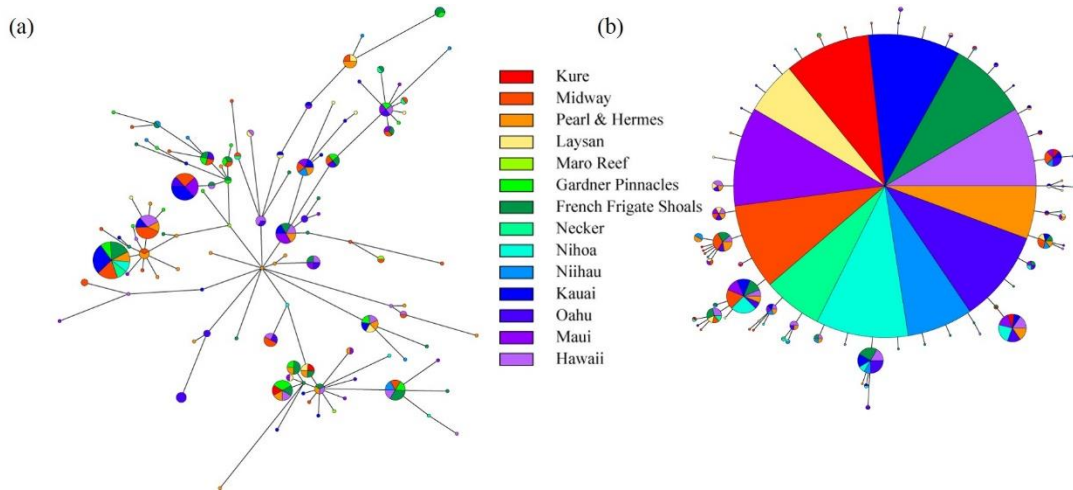 (a)
(b)
Kure
Midway
Pearl & Hermes
Laysan
Maro Reef
Gardner Pinnacles
French Frigate Shoals
Necker
Nihoa
Niihau
Kauai
Oahu
Maui
Hawaii